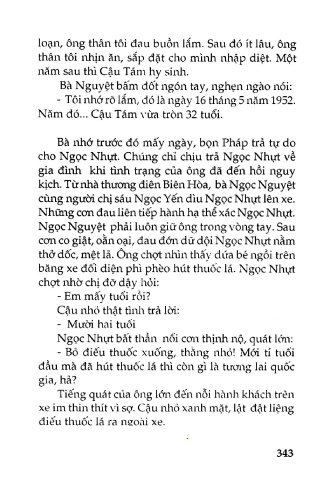 loạn, ông thân tôi đau buồn lắm. Sau đó ít lâu, ông
thân tôi nhịn ăn, sắp đặt cho mình nhập diệt. Một
năm sau thì Cậu Tám hy sinh.
Bà Nguyệt bấm đốt ngón tay, nghẹn ngào nói:
- Tôi nhớ rõ lắm, đó là ngày 16 tháng 5 năm 1952.
Năm đó... Cậu Tám vừa tròn 32 tuổi.
Bà nhớ trước đó mấy ngày, bọn Pháp trả tự do
cho Ngọc Nhựt. Chúng chỉ chịu trả Ngọc Nhựt về
gia đình khi tình trạng của ông đã đến hồi nguy
kịch. Từ nhà thương điên Biên Hòa, bà Ngọc Nguyệt
cùng người chị sáu Ngọc Yến dìu Ngọc Nhựt lên xe.
Những cơn đau liên tiếp hành hạ thể xác Ngọc Nhựt.
Ngọc Nguyệt phải luôn giữ ông trong vòng tay. Sau
cơn co giật, oằn oại, đau đớn dữ dội Ngọc Nhựt nằm
thở dốc, mệt lả. Ông chợt nhìn thấy đứa bé ngồi trên
băng xe đối diện phì phèo hút thuốc lá. Ngọc Nhựt
chợt nhờ chị đỡ dậy hỏi:
- Em mấy tuổi rồi?
Cậu nhỏ thật tình trả lời:
- Mười hai tuổi
Ngọc Nhựt bất thần nổi cơn thịnh nộ, quát lớn:
- Bỏ điếu thuốc xuống, thằng nhỏ! Mới tí tuổi
đầu mà đã hút thuốc lá thì còn gì là tương lai quốc
gia, hả?
Tiếng quát của ông lớn đến nỗi hành khách trên
xe im thin thít vì sợ. Cậu nhỏ xanh mặt, lật đật liệng
điếu thuốc lá ra ngoài xe.
343